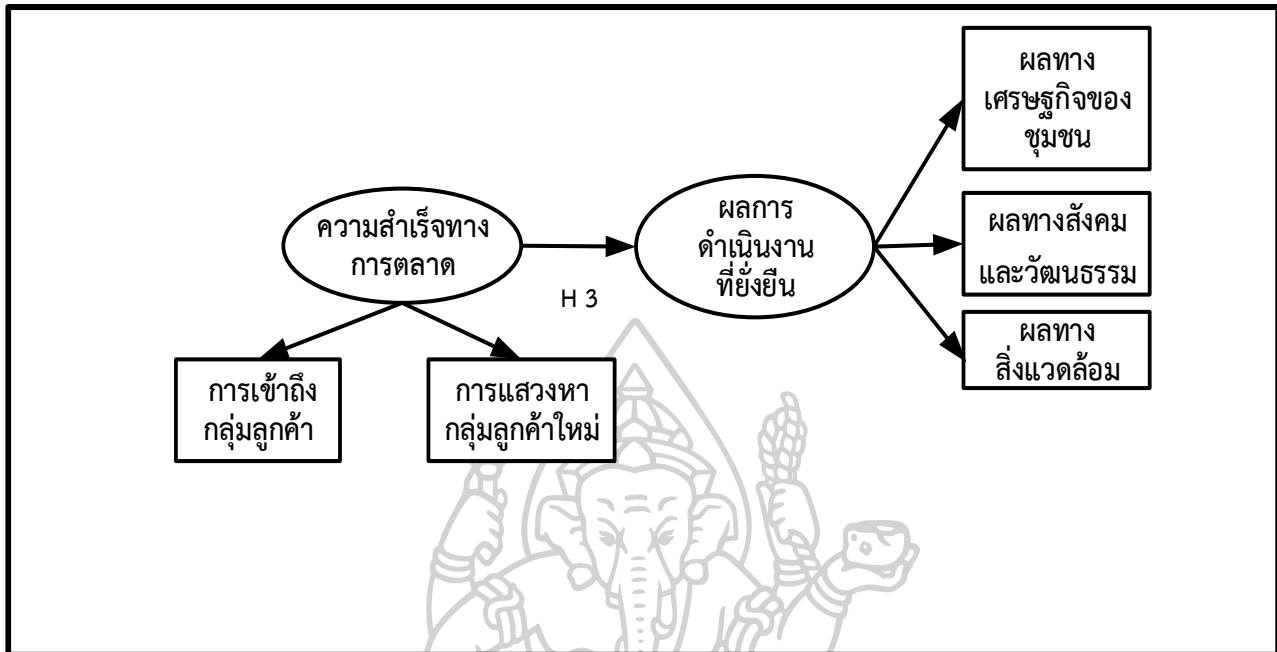 ผลทาง
เศรษฐกิจของ
ชุมชน
ความสำเร็จทาง
การตลาด
H 3
ผลการ
ดำเนินงาน
ที่ยั่งยืน
ผลทางสังคม
และวัฒนธรรม
ผลทาง
สิ่งแวดล้อม
การเข้าถึง
กลุ่มลูกค้า
การแสวงหา
กลุ่มลูกค้าใหม่